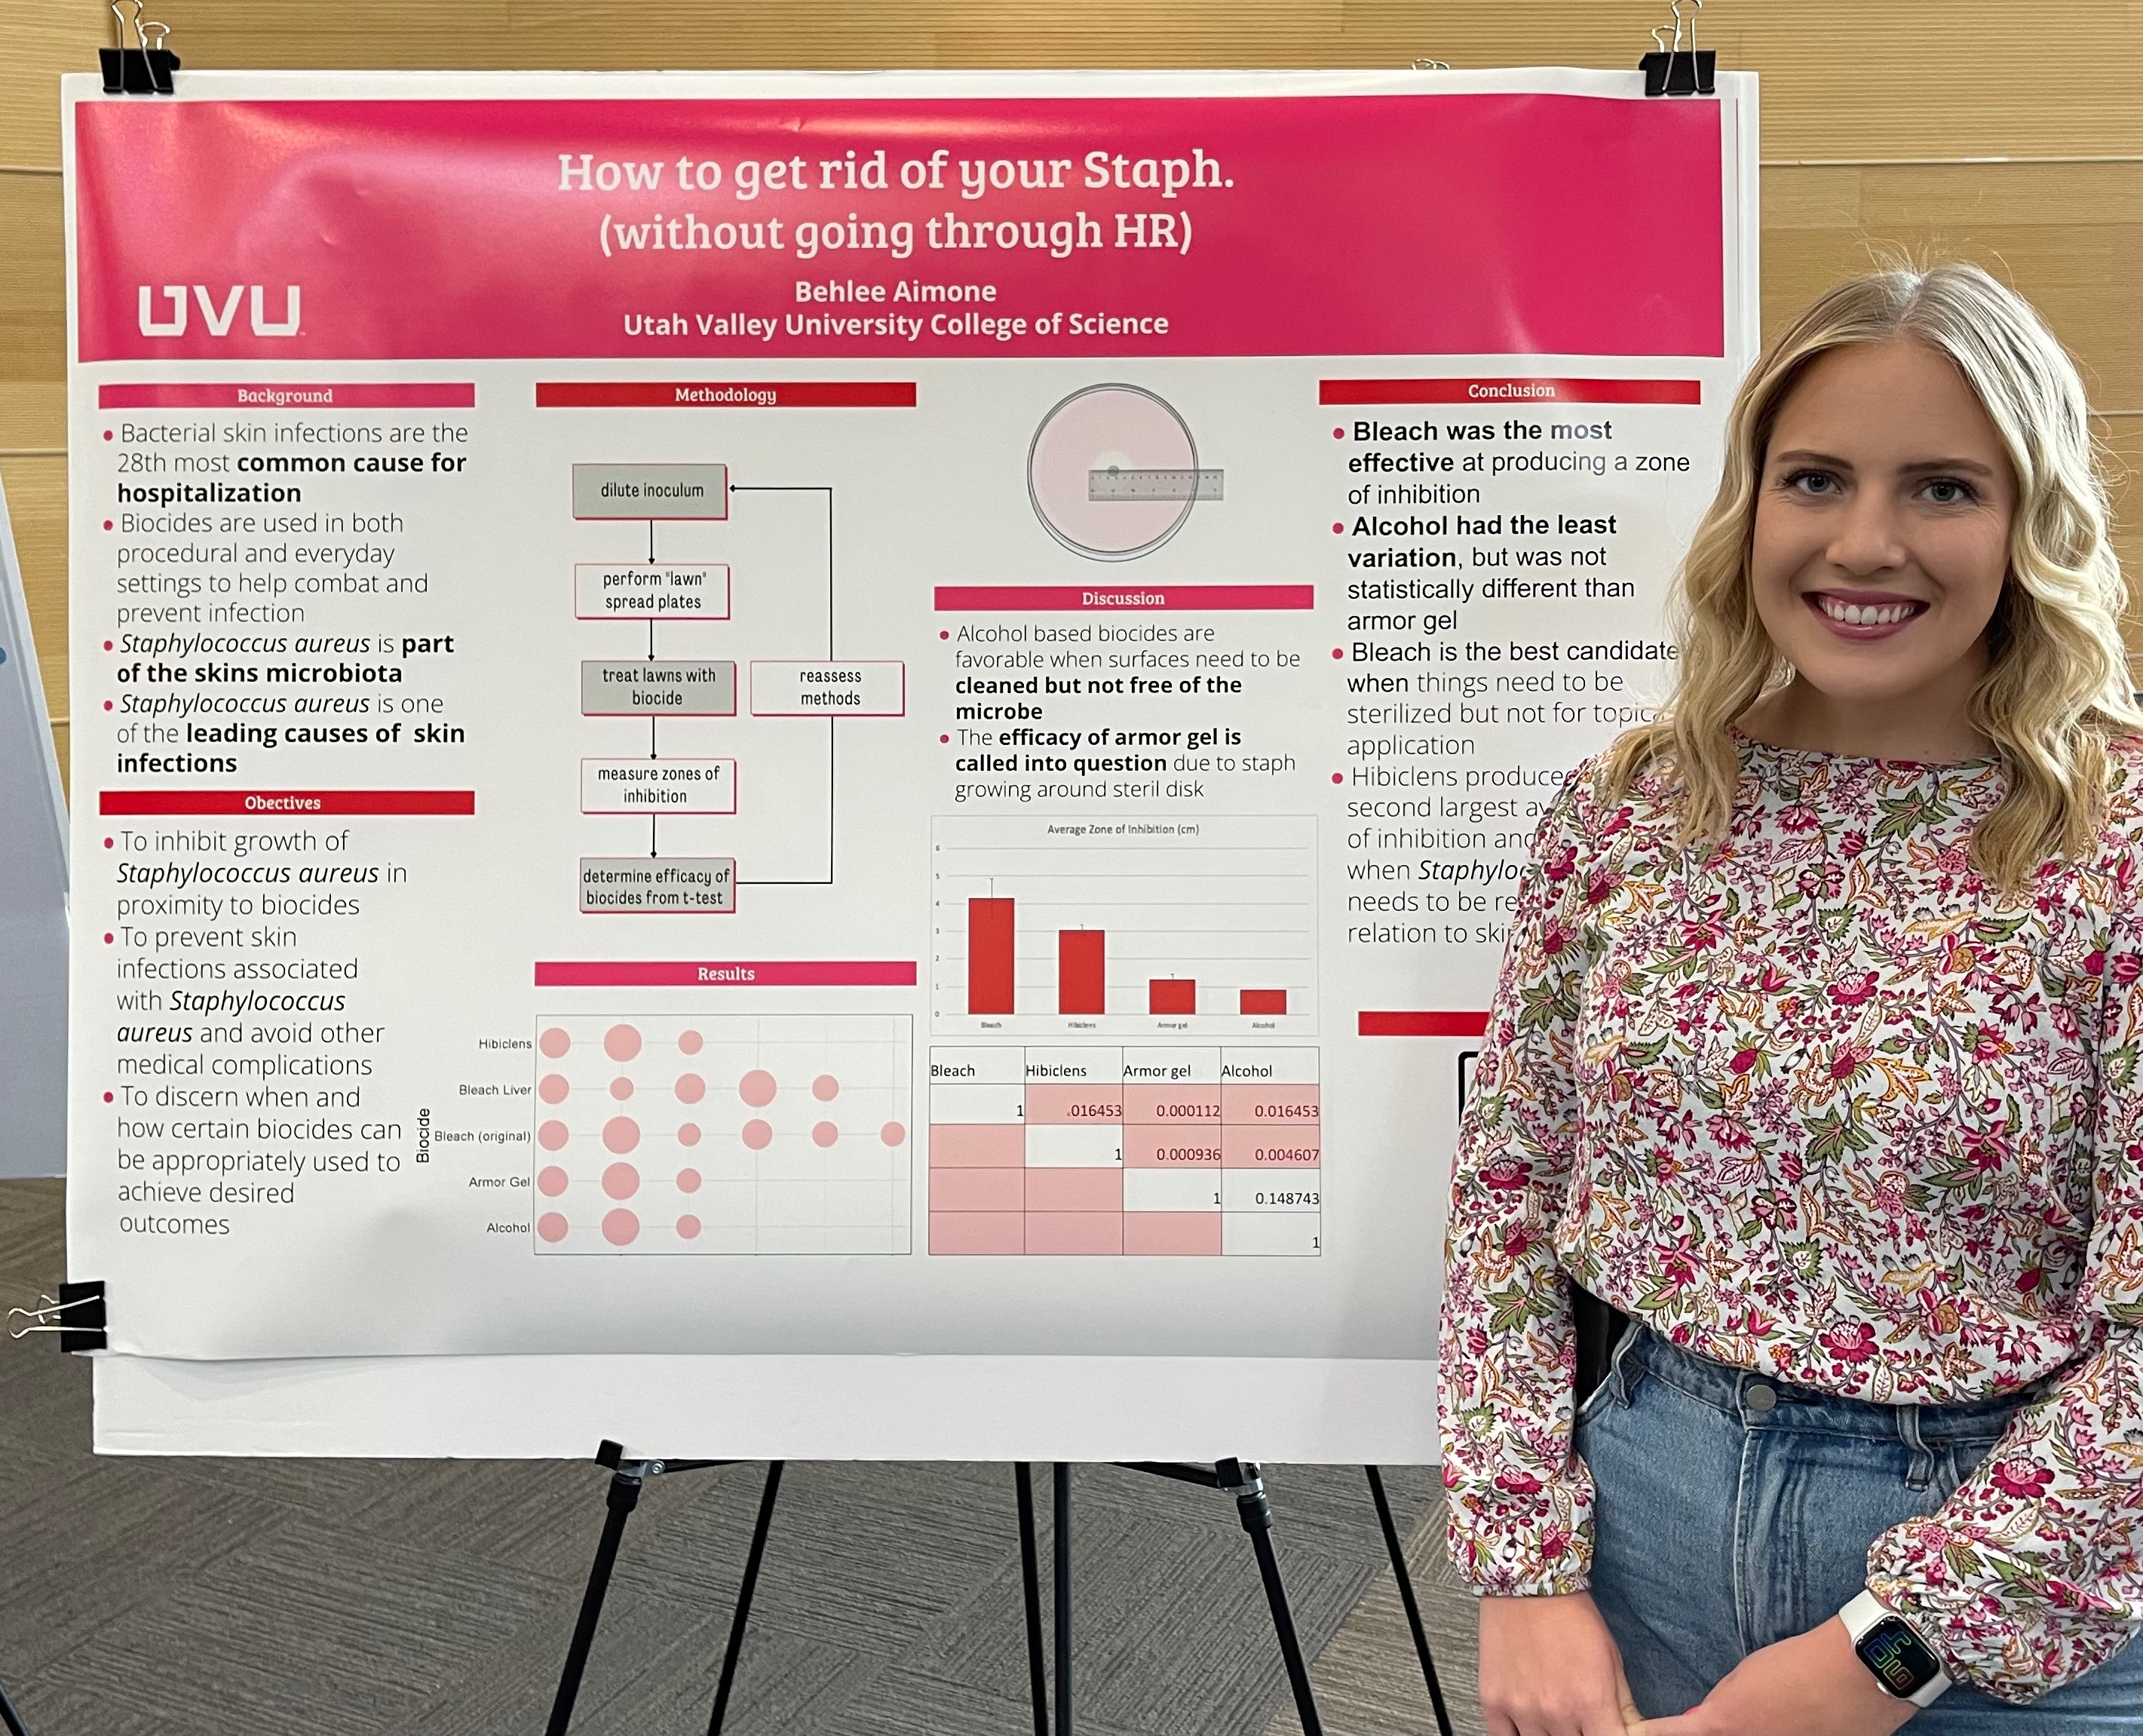 How to get rid of your Staph.
(without going through HR)
Behlee Aimone
Utah Valley University College of Science
UVU
Background
• Bacterial skin infections are the
28th most common cause for
hospitalization
• Biocides are used in both
procedural and everyday
settings to help combat and
prevent infection
• Staphylococcus aureus is part
of the skins microbiota
• Staphylococcus aureus is one
of the leading causes of skin
infections
Obectives
• To inhibit growth of
Staphylococcus aureus in
proximity to biocides
• To prevent skin
infections associated
with Staphylococcus
aureus and avoid other
medical complications
• To discern when and
how certain biocides can
be appropriately used to
achieve desired
outcomes
Methodology
dilute inoculum
perform "lawn"
spread plates
treat lawns with
biocide
reassess
methods
measure zones of
inhibition
determine efficacy of
biocides from t-test
Results
Biocide
Hibiclens
Bleach Liver
Bleach (original)
Armor Gel
Alcohol
Discussion
• Alcohol based biocides are
favorable when surfaces need to be
cleaned but not free of the
microbe
• The efficacy of armor gel is
called into question due to staph
growing around steril disk
Average Zone of Inhibition (cm)
6
5
4
3
2
1
0
Bleach Hibiclens Armor gel Alcohol
Bleach Hibiclens Armor gel Alcohol
1 .016453 0.000112 0.016453
1 0.000936 0.004607
1 0.148743
1
Conclusion
• Bleach was the most
effective at producing a zone
of inhibition
• Alcohol had the least
variation, but was not
statistically different than
armor gel
• Bleach is the best candidate
when things need to be
sterilized but not for
application
• Hibiclens
second largest
of inhibition
when
needs to be
relation to